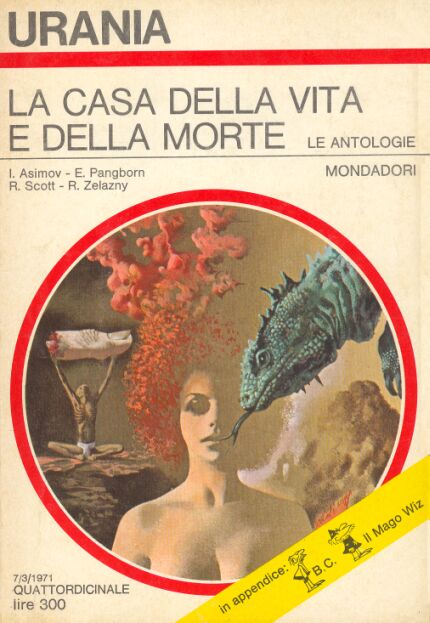 URANIA
LA CASA DELLA VITA
E DELLA MORTE LE ANTOLOGIE
I. Asimov - E. Pangborn MONDADORI
R. Scott - R. Zelazny
7/3/1971
QUATTORDICINALE
lire 300
in appendice: B.C. Il Mago Wiz